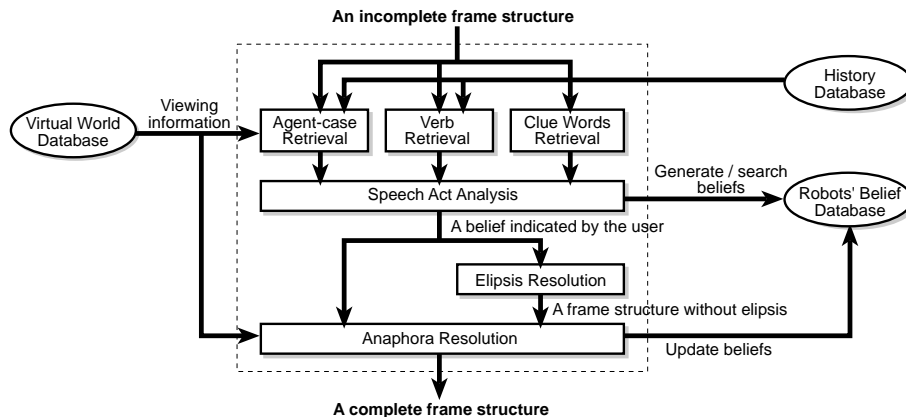 An incomplete frame structure
History
Database
Viewing
information
Virtual World
Database
Agent-case
Retrieval
Verb
Retrieval
Clue Words
Retrieval
Speech Act Analysis
Generate / search
beliefs
Robots' Belief
Database
A belief indicated by the user
Elipsis Resolution
A frame structure without elipsis
Anaphora Resolution
Update beliefs
A complete frame structure